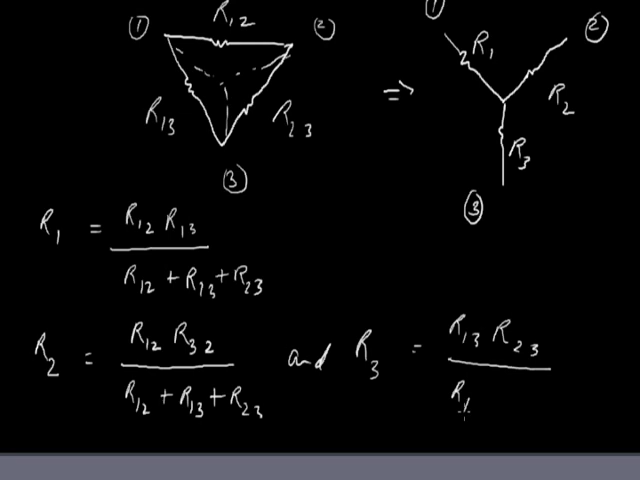 ① R12 ② ① R1 ②
R13 R23 => R2
R3
③ ③
R1 = R12 R13 / R12 + R13 + R23
R2 = R12 R32 / R12 + R13 + R23 and R3 = R13 R23 / R1